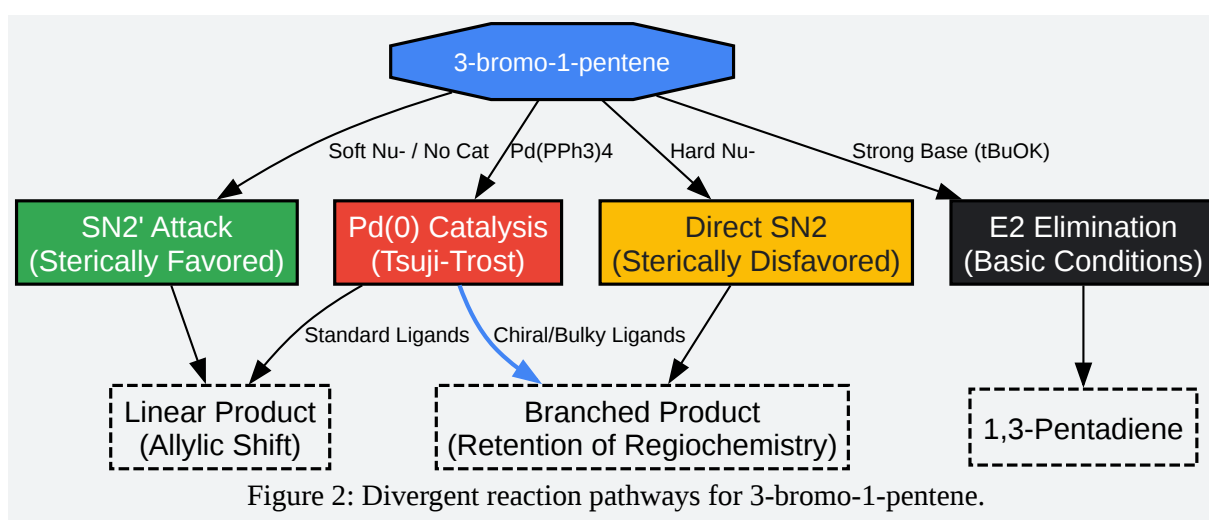 3-bromo-1-pentene
Soft Nu- / No Cat
Pd(PPh3)4
Hard Nu-
Strong Base (tBuOK)
SN2' Attack
(Sterically Favored)
Pd(0) Catalysis
(Tsuji-Trost)
Direct SN2
(Sterically Disfavored)
E2 Elimination
(Basic Conditions)
Standard Ligands
Chiral/Bulky Ligands
Linear Product
(Allylic Shift)
Branched Product
(Retention of Regiochemistry)
1,3-Pentadiene
Figure 2: Divergent reaction pathways for 3-bromo-1-pentene.